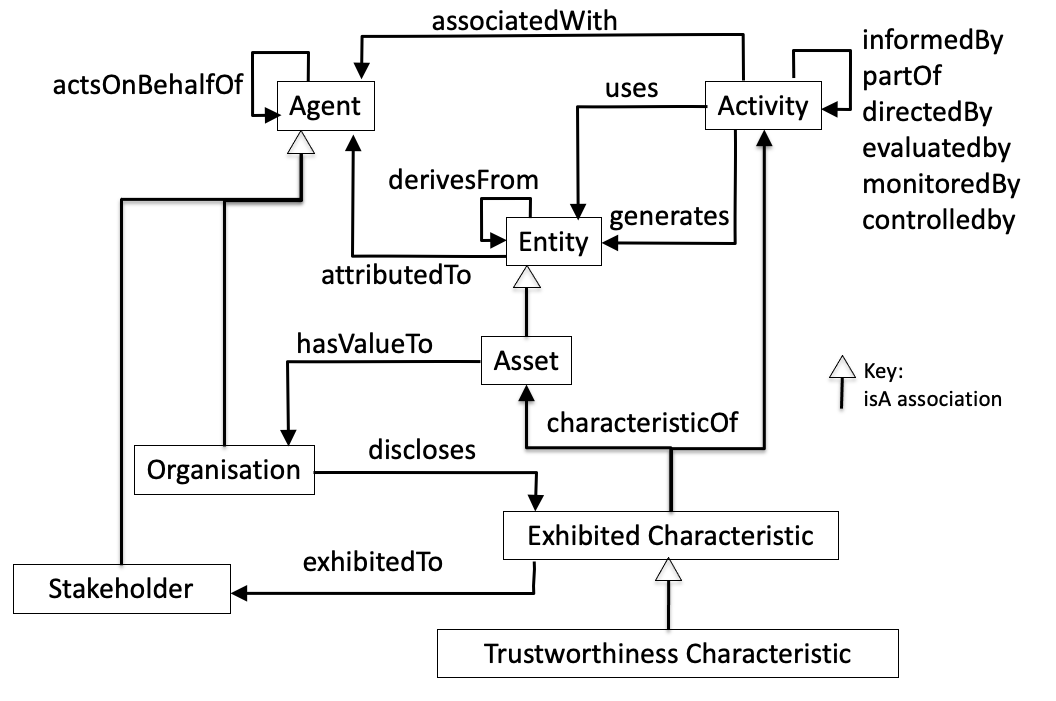 associatedWith
informedBy
actsOnBehalfOf
partOf
Agent
uses
Activity
directedBy
evaluatedby
derivesFrom
monitoredBy
generates
controlledby
Entity
attributedTo
hasValueTo
Asset
Key:
isA association
characteristicOf
discloses
Organisation
Exhibited Characteristic
exhibitedTo
Stakeholder
Trustworthiness Characteristic